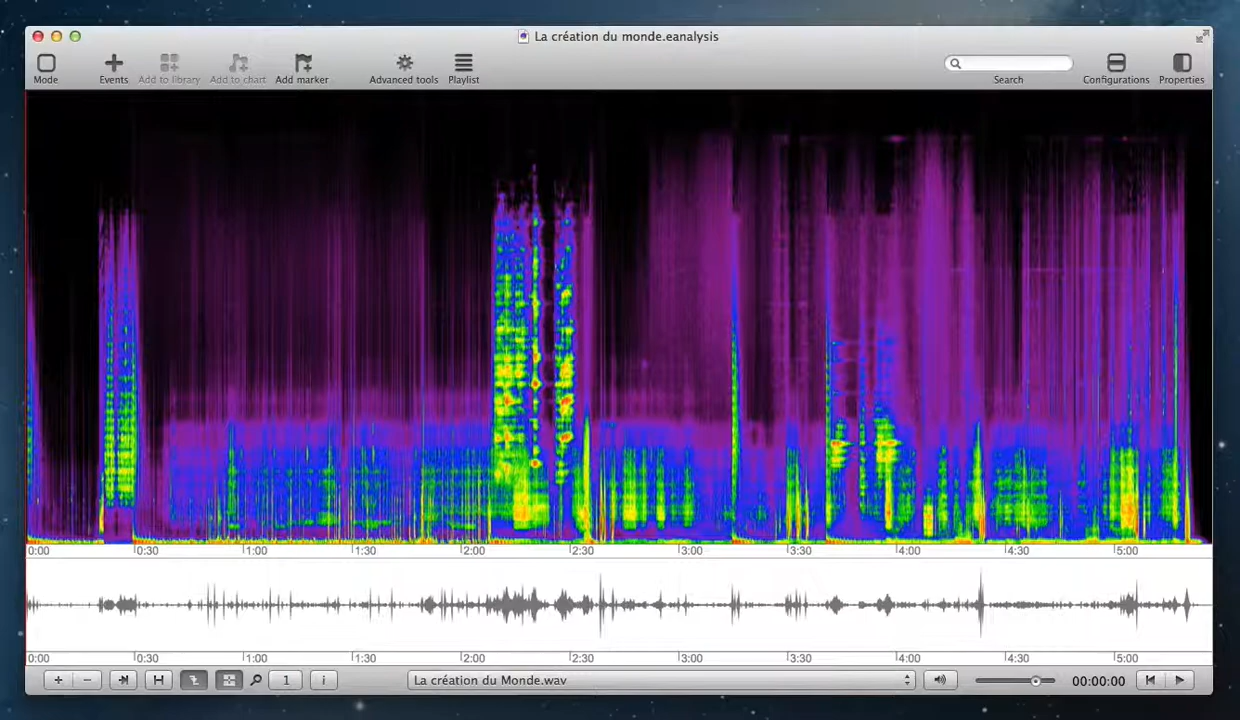 La création du monde.eanalysis
Mode Events Add to library Add to chart Add marker Advanced tools Playlist Search Configurations Properties
0:00 0:30 1:00 1:30 2:00 2:30 3:00 3:30 4:00 4:30 5:00
0:00 0:30 1:00 1:30 2:00 2:30 3:00 3:30 4:00 4:30 5:00
+ − 1 i La création du Monde.wav 00:00:00